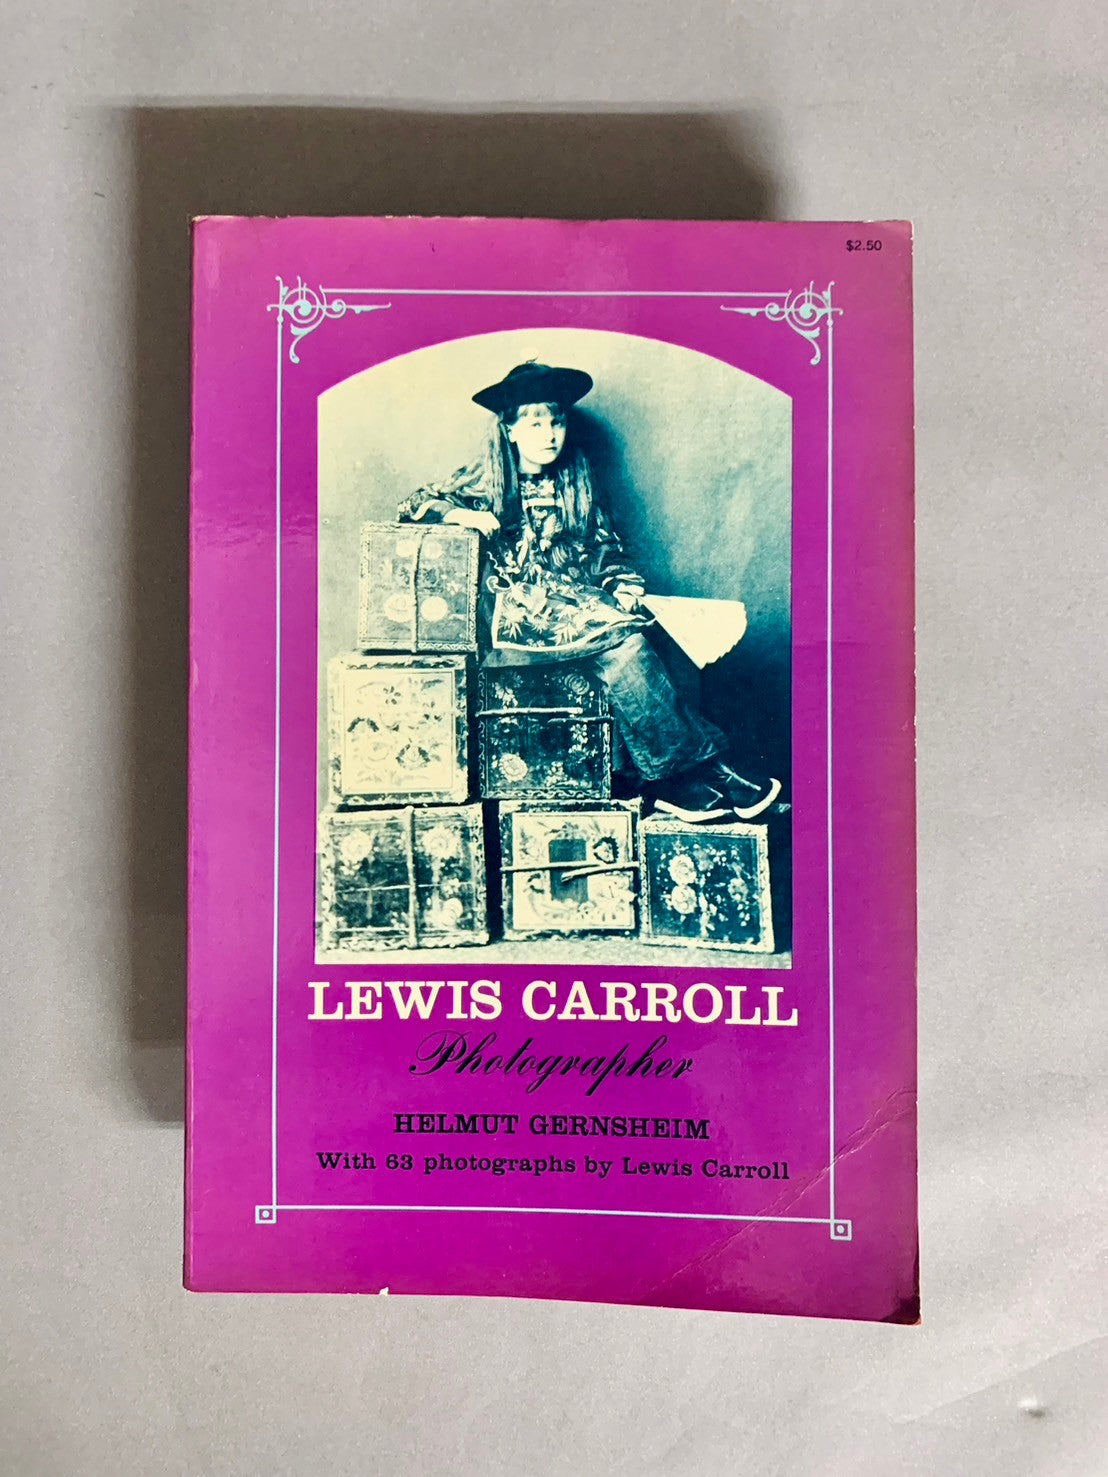 $2.50
LEWIS CARROLL
Photographer
HELMUT GERNSHEIM
With 63 photographs by Lewis Carroll